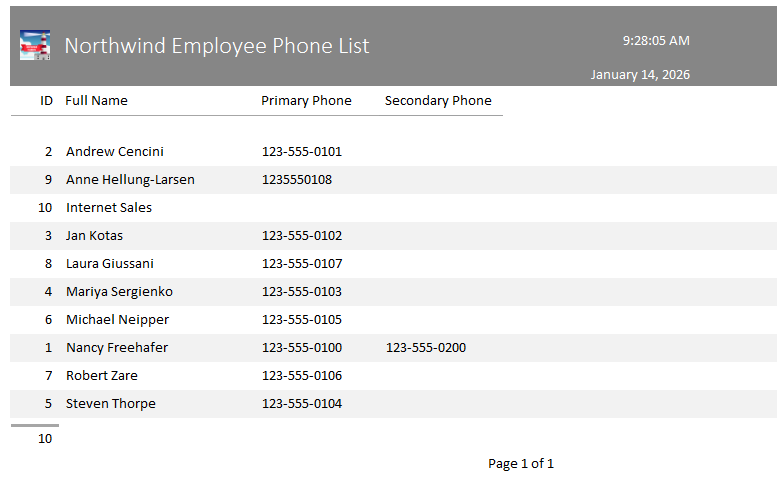 Northwind Employee Phone List
9:28:05 AM
January 14, 2026
ID Full Name Primary Phone Secondary Phone
2 Andrew Cencini 123-555-0101
9 Anne Hellung-Larsen 1235550108
10 Internet Sales
3 Jan Kotas 123-555-0102
8 Laura Giussani 123-555-0107
4 Mariya Sergienko 123-555-0103
6 Michael Neipper 123-555-0105
1 Nancy Freehafer 123-555-0100 123-555-0200
7 Robert Zare 123-555-0106
5 Steven Thorpe 123-555-0104
10
Page 1 of 1